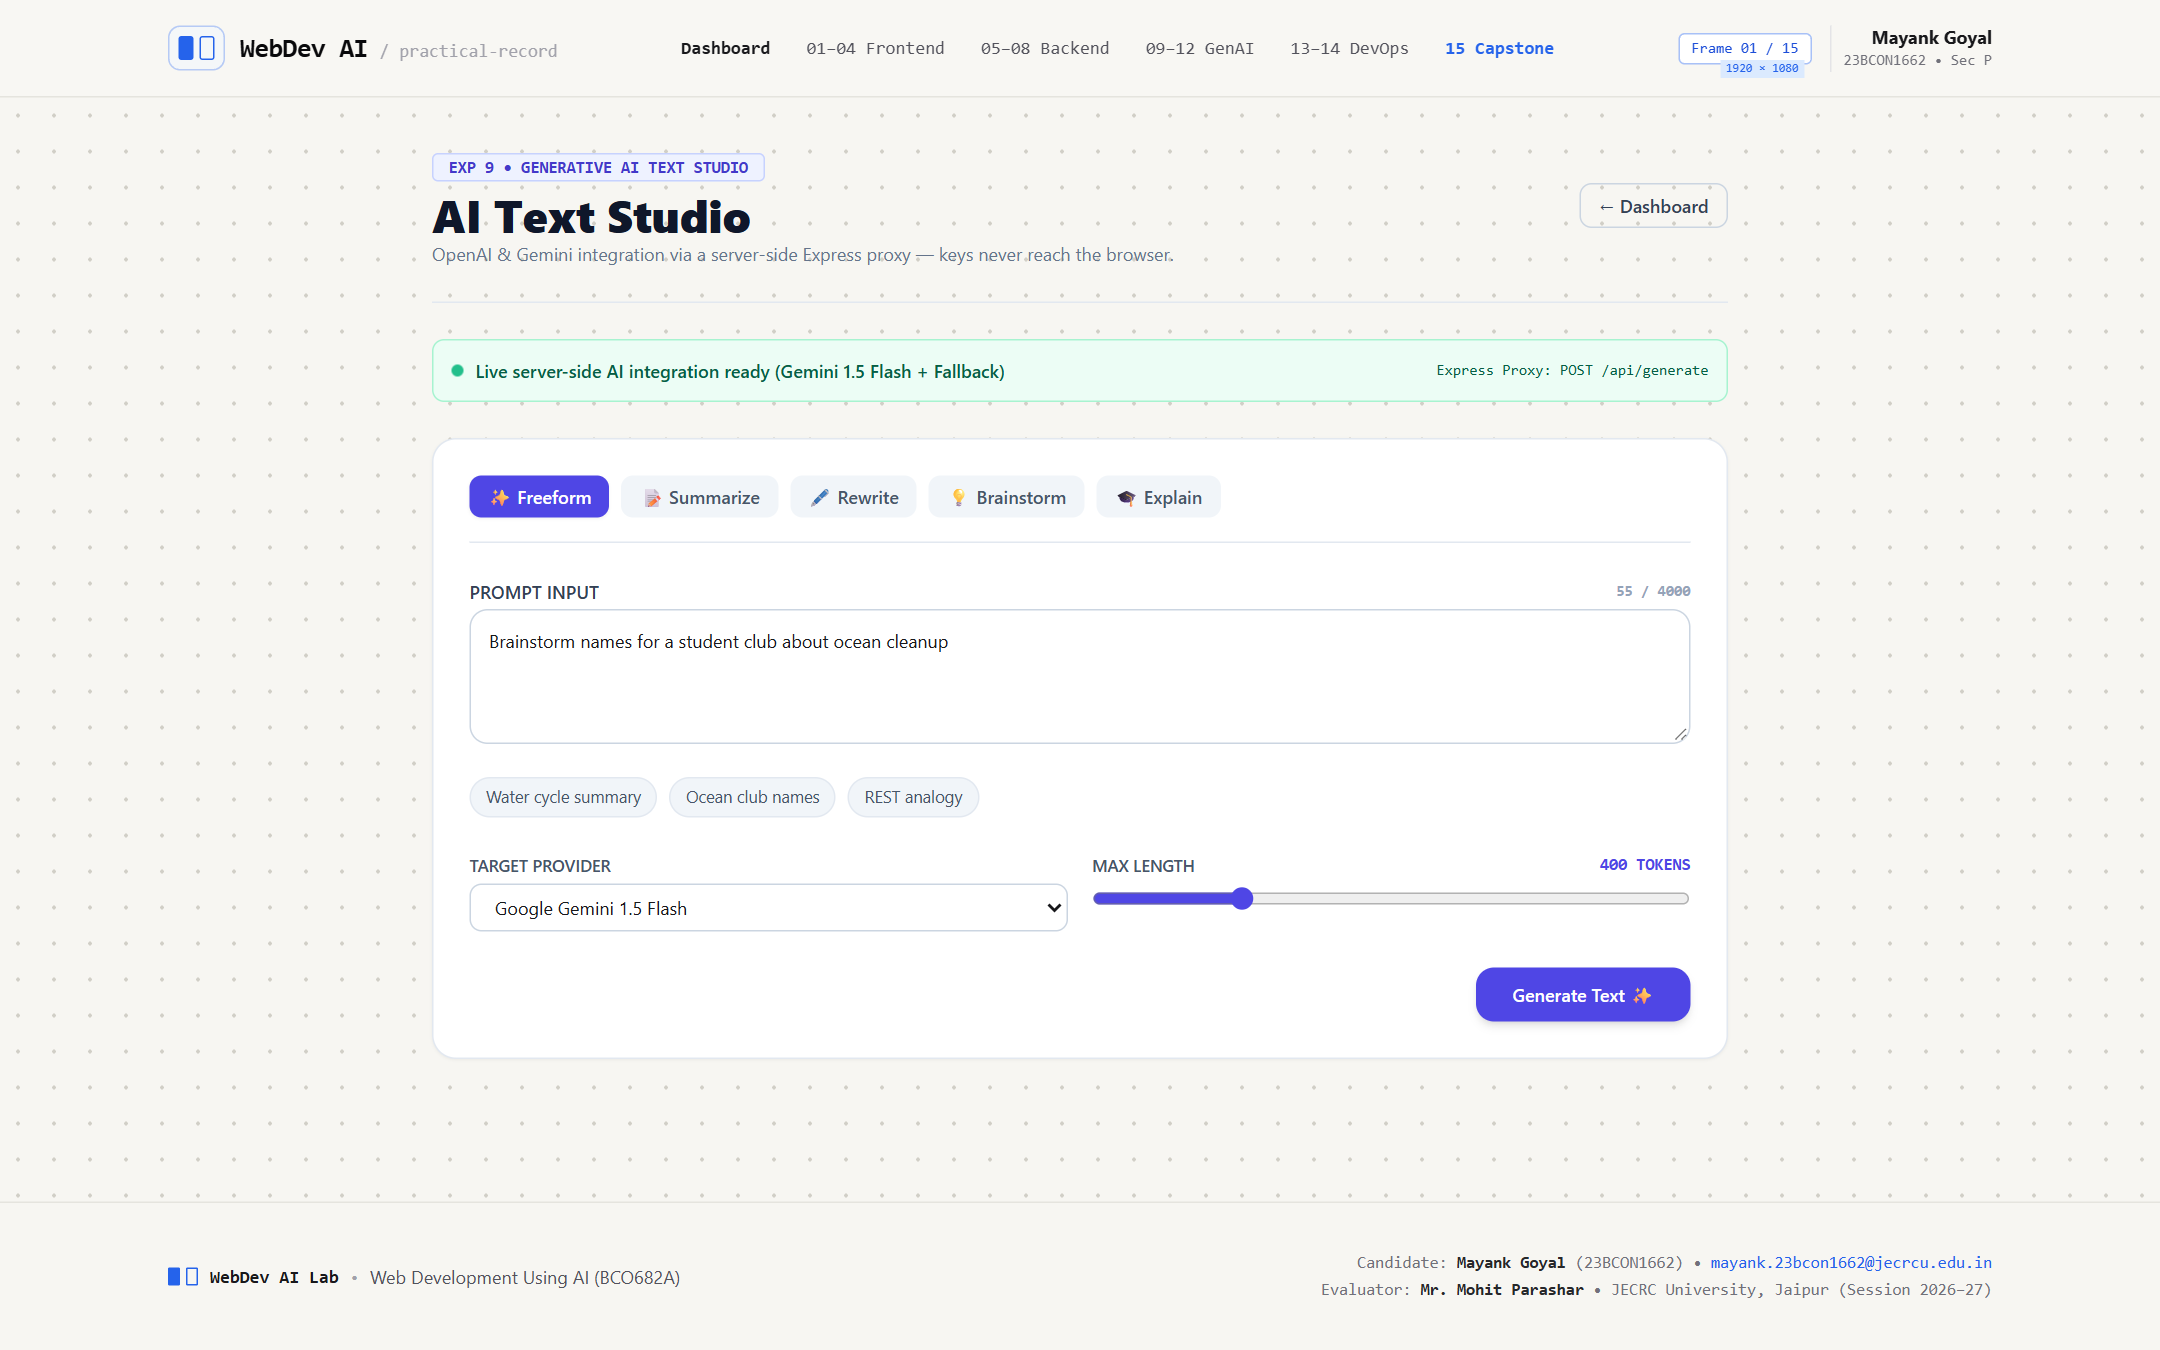 WebDev AI / practical-record
Dashboard 01–04 Frontend 05–08 Backend 09–12 GenAI 13–14 DevOps 15 Capstone
Frame 01 / 15
1920 × 1080
Mayank Goyal
23BCON1662 • Sec P
EXP 9 • GENERATIVE AI TEXT STUDIO
AI Text Studio
← Dashboard
OpenAI & Gemini integration via a server-side Express proxy — keys never reach the browser.
Live server-side AI integration ready (Gemini 1.5 Flash + Fallback)
Express Proxy: POST /api/generate
✨ Freeform 📝 Summarize 🖊️ Rewrite 💡 Brainstorm 🎓 Explain
PROMPT INPUT
55 / 4000
Brainstorm names for a student club about ocean cleanup
Water cycle summary Ocean club names REST analogy
TARGET PROVIDER
Google Gemini 1.5 Flash
MAX LENGTH
400 TOKENS
Generate Text ✨
WebDev AI Lab • Web Development Using AI (BCO682A)
Candidate: Mayank Goyal (23BCON1662) • mayank.23bcon1662@jecrcu.edu.in
Evaluator: Mr. Mohit Parashar • JECRC University, Jaipur (Session 2026–27)